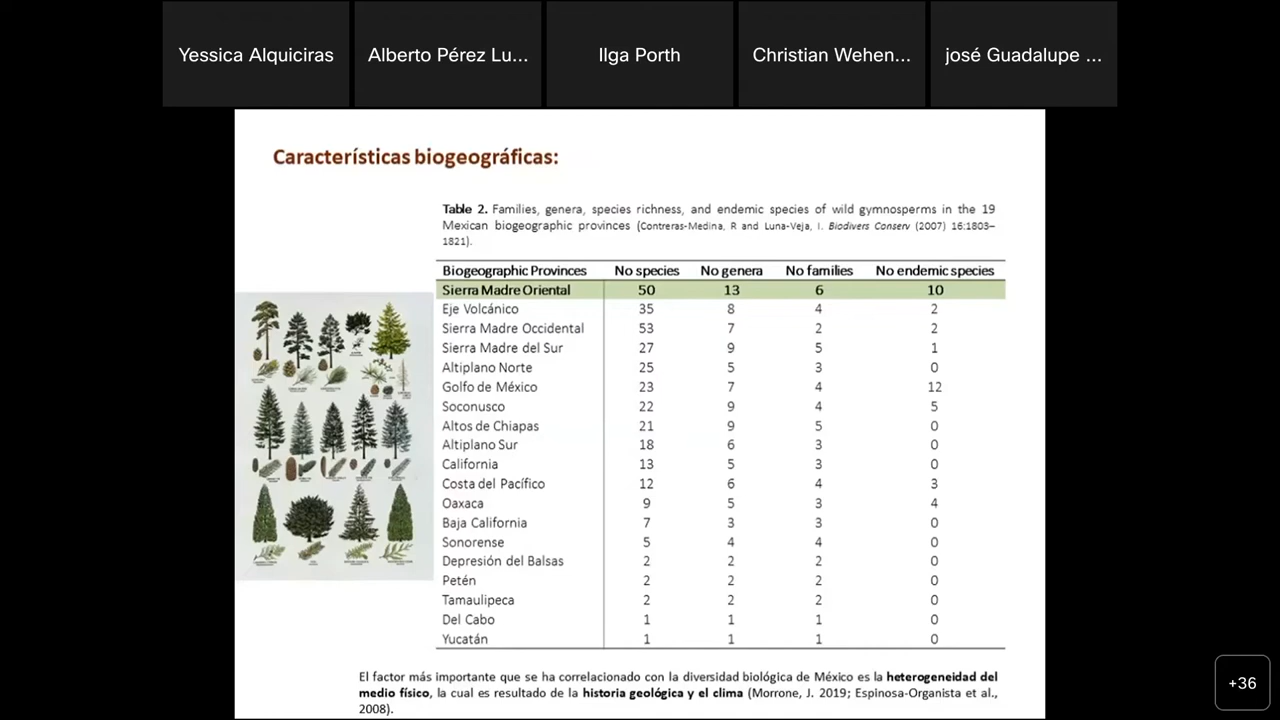 Yessica Alquiciras
Alberto Pérez Lu...
Ilga Porth
Christian Wehen...
josé Guadalupe ...
Características biogeográficas:
Table 2. Families, genera, species richness, and endemic species of wild gymnosperms in the 19
Mexican biogeographic provinces (Contreras-Medina, R and Luna-Veja, I. Biodivers Conserv (2007) 16:1803–
1821).
Biogeographic Provinces No species No genera No families No endemic species
Sierra Madre Oriental 50 13 6 10
Eje Volcánico 35 8 4 2
Sierra Madre Occidental 53 7 2 2
Sierra Madre del Sur 27 9 5 1
Altiplano Norte 25 5 3 0
Golfo de México 23 7 4 12
Soconusco 22 9 4 5
Altos de Chiapas 21 9 5 0
Altiplano Sur 18 6 3 0
California 13 5 3 0
Costa del Pacífico 12 6 4 3
Oaxaca 9 5 3 4
Baja California 7 3 3 0
Sonorense 5 4 4 0
Depresión del Balsas 2 2 2 0
Petén 2 2 2 0
Tamaulipeca 2 2 2 0
Del Cabo 1 1 1 0
Yucatán 1 1 1 0
El factor más importante que se ha correlacionado con la diversidad biológica de México es la heterogeneidad del
medio físico, la cual es resultado de la historia geológica y el clima (Morrone, J. 2019; Espinosa-Organista et al.,
2008).
+36